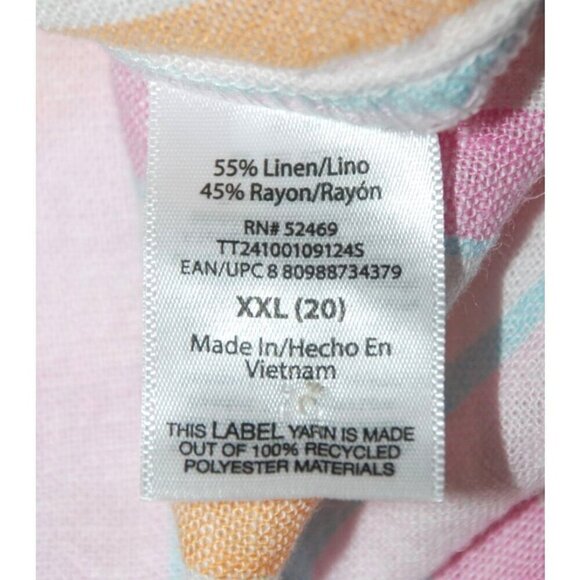 55% Linen/Lino
45% Rayon/Rayón
RN# 52469
TT24100109124S
EAN/UPC 8 80988734379
XXL (20)
Made In/Hecho En
Vietnam
THIS LABEL YARN IS MADE
OUT OF 100% RECYCLED
POLYESTER MATERIALS